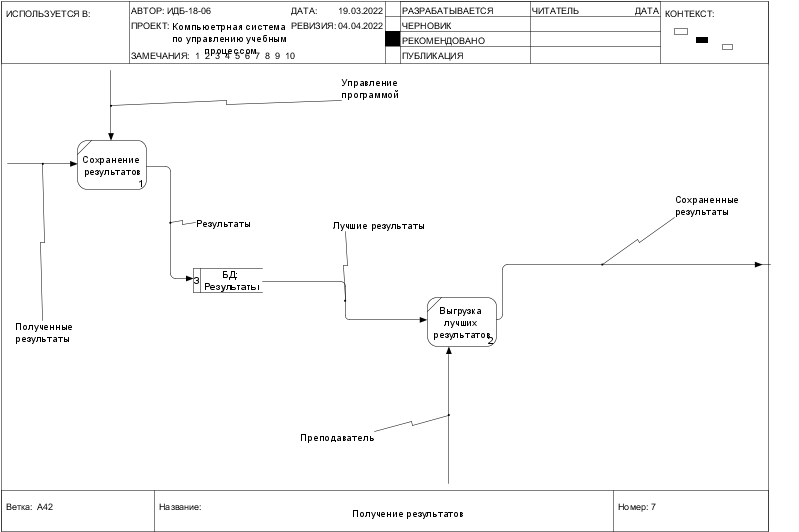 ИСПОЛЬЗУЕТСЯ В:
АВТОР: ИДБ-18-06
ДАТА: 19.03.2022
ПРОЕКТ: Компьюетрная система
по управлению учебным
процессом
РЕВИЗИЯ: 04.04.2022
ЗАМЕЧАНИЯ: 1 2 3 4 5 6 7 8 9 10
РАЗРАБАТЫВАЕТСЯ
ЧЕРНОВИК
РЕКОМЕНДОВАНО
ПУБЛИКАЦИЯ
ЧИТАТЕЛЬ
ДАТА
КОНТЕКСТ:
Управление
программой
Сохранение
результатов
1
Результаты
Лучшие результаты
Сохраненные
результаты
3
БД:
Результаты
Полученные
результаты
Выгрузка
лучших
результатов
2
Преподаватель
Ветка: A42
Название:
Получение результатов
Номер: 7